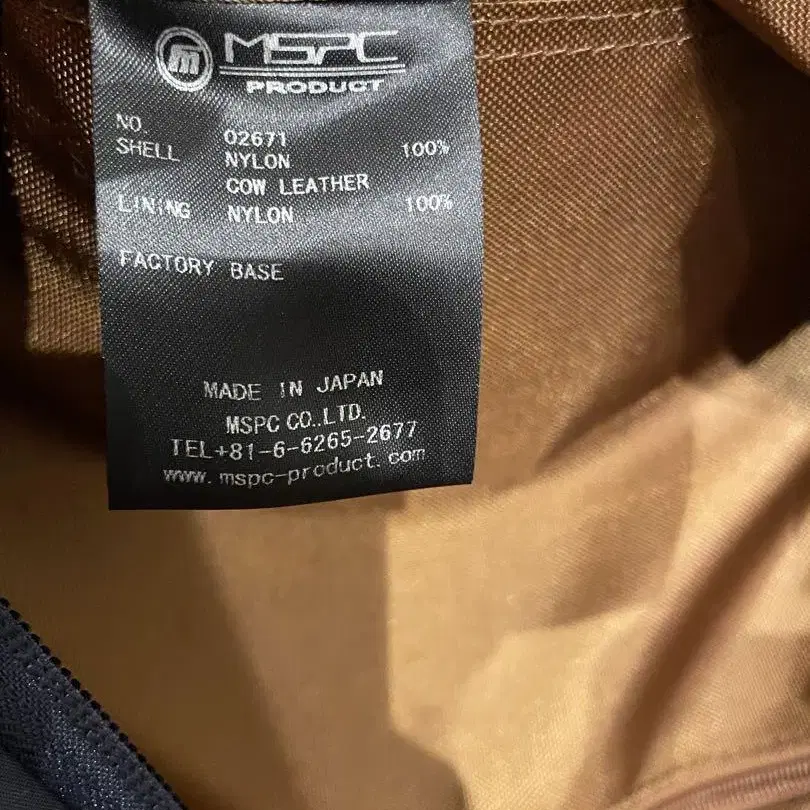 m MSPC
PRODUCT
NO. 02671
SHELL NYLON 100%
COW LEATHER
LINING NYLON 100%
FACTORY BASE
MADE IN JAPAN
MSPC CO.,LTD.
TEL+81-6-6265-2677
www.mspc-product.com